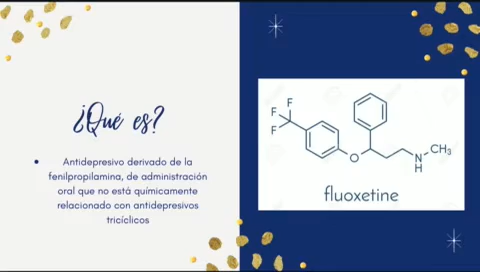 ¿Qué es?
Antidepresivo derivado de la
fenilpropilamina, de administración
oral que no está químicamente
relacionado con antidepresivos
tricíclicos
F
F
F
O
N
H
CH3
fluoxetine